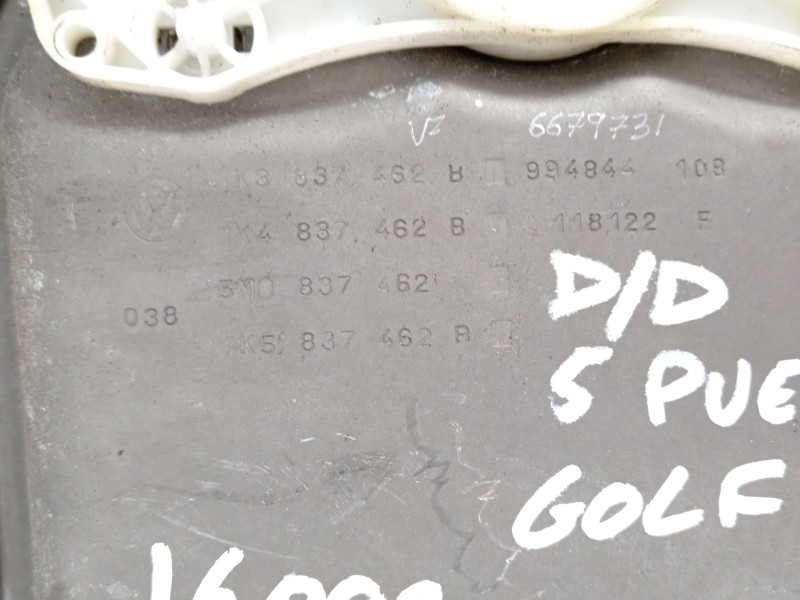 VZ 6679731
1K3 837 462 B 994844 108
1K4 837 462 B 118122 F
5M0 837 462
038
1K5 837 462 B
D/D
5 PUE
GOLF